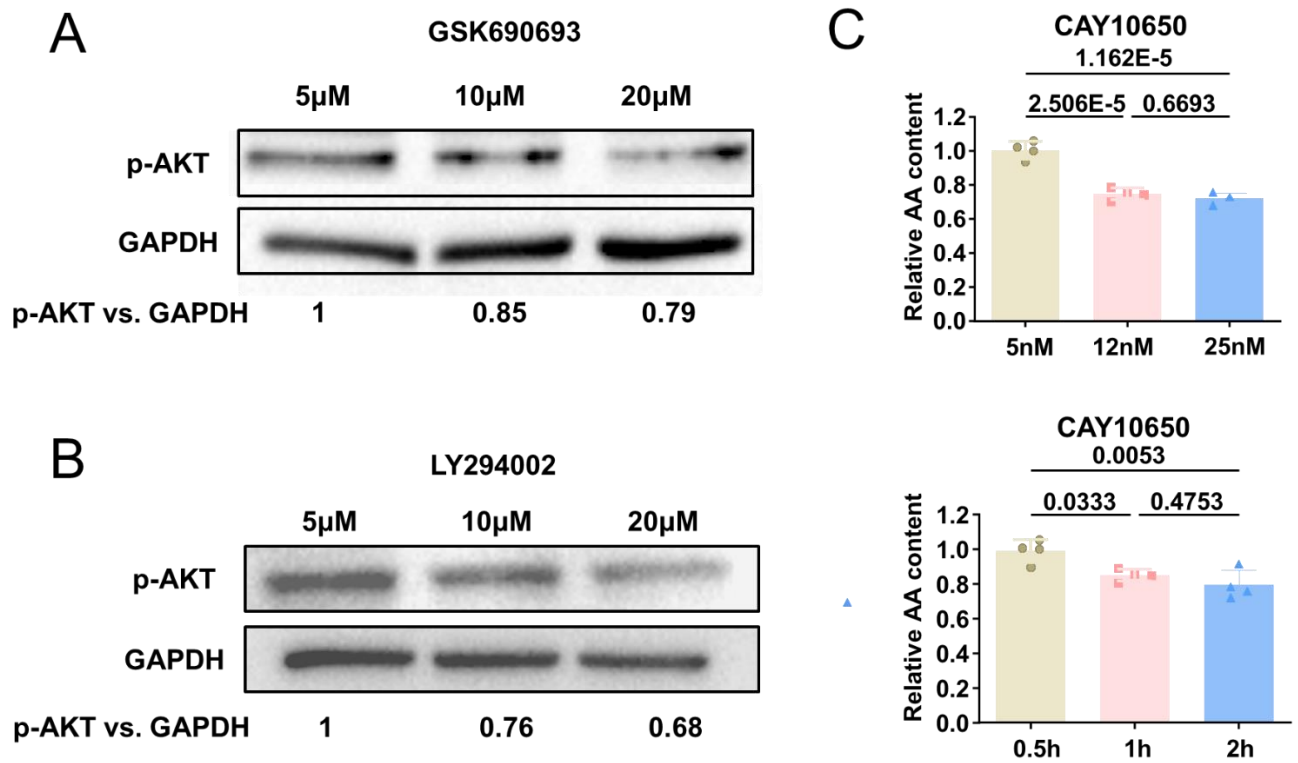 A
GSK690693
5μM 10μM 20μM
p-AKT
GAPDH
p-AKT vs. GAPDH 1 0.85 0.79
B
LY294002
5μM 10μM 20μM
p-AKT
GAPDH
p-AKT vs. GAPDH 1 0.76 0.68
C
CAY10650
1.162E-5
2.506E-5 0.6693
Relative AA content
1.2
1.0
0.8
0.6
0.4
0.2
0.0
5nM 12nM 25nM
CAY10650
0.0053
0.0333 0.4753
Relative AA content
1.2
1.0
0.8
0.6
0.4
0.2
0.0
0.5h 1h 2h